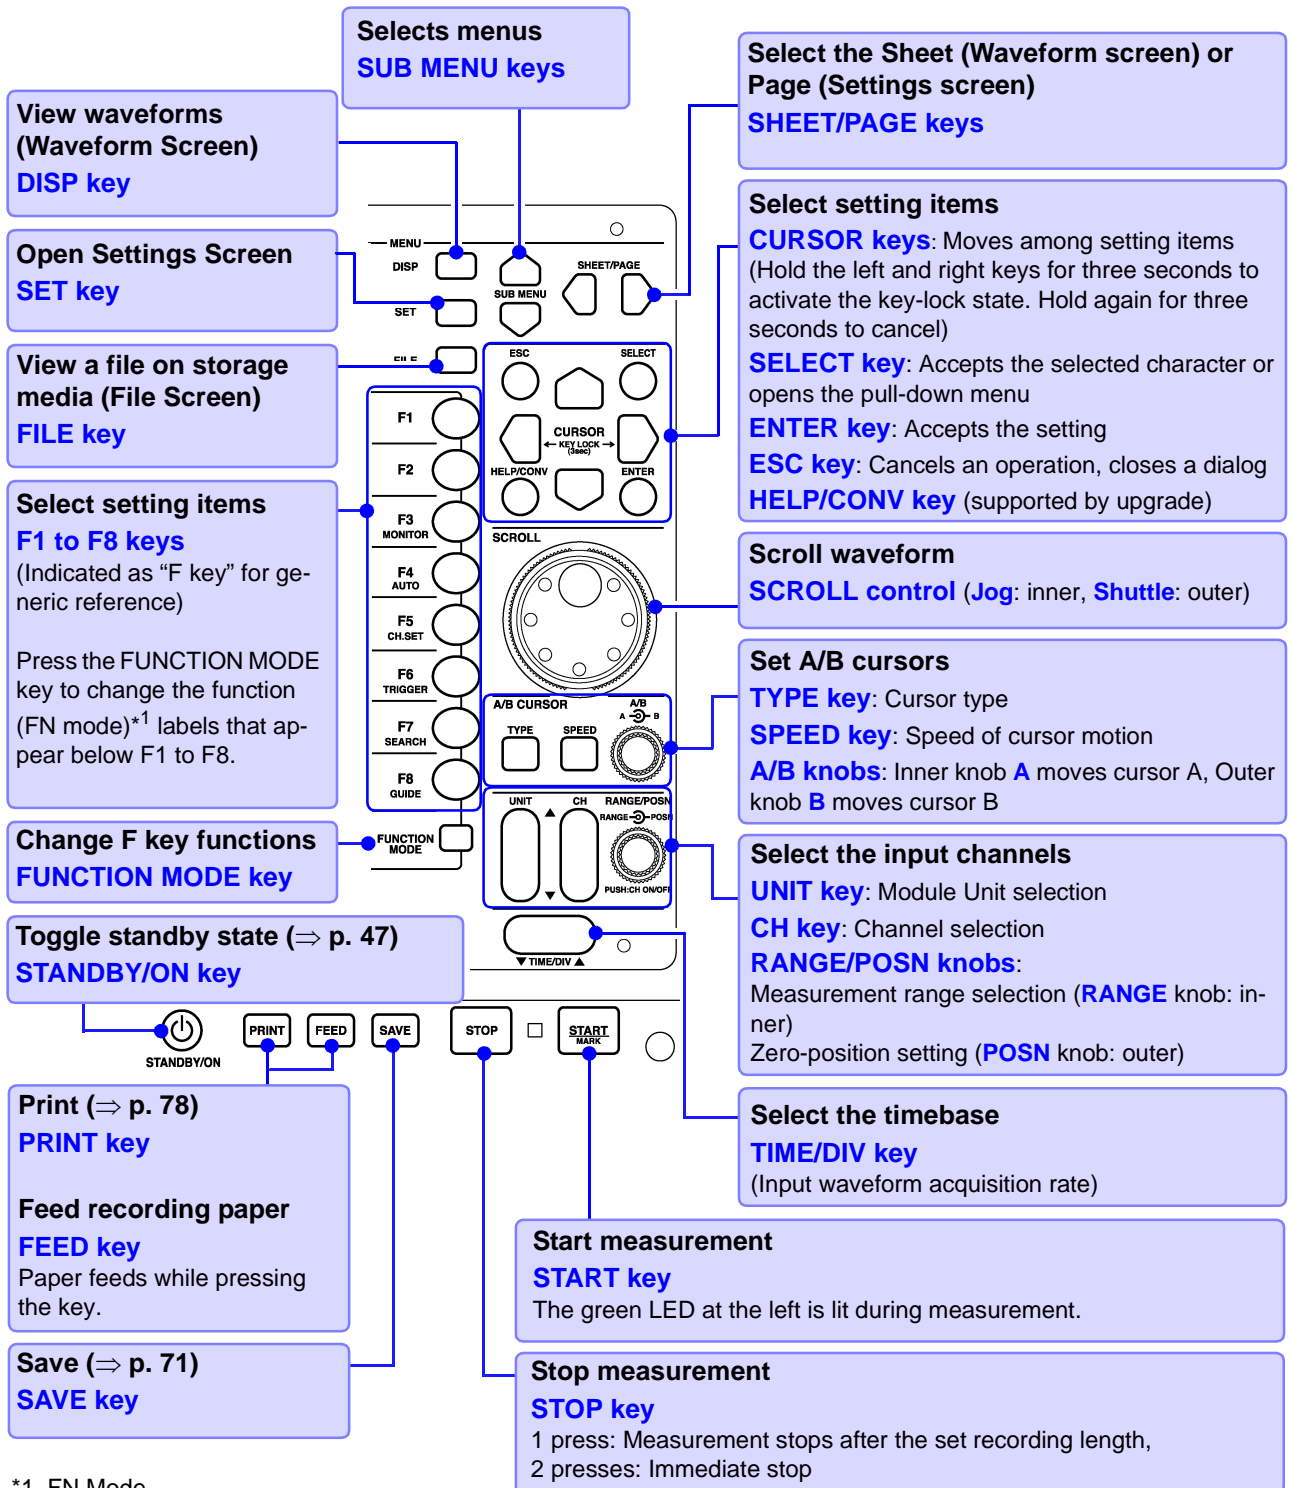 Selects menus
SUB MENU keys
Select the Sheet (Waveform screen) or
Page (Settings screen)
SHEET/PAGE keys
View waveforms
(Waveform Screen)
DISP key
Open Settings Screen
SET key
View a file on storage
media (File Screen)
FILE key
Select setting items
F1 to F8 keys
(Indicated as “F key” for ge-
neric reference)
Press the FUNCTION MODE
key to change the function
(FN mode)*1 labels that ap-
pear below F1 to F8.
Change F key functions
FUNCTION MODE key
Toggle standby state (⇒ p. 47)
STANDBY/ON key
MENU
DISP
SUB MENU
SHEET/PAGE
SET
FILE
ESC
SELECT
F1
CURSOR
← KEY LOCK →
(3sec)
F2
HELP/CONV
ENTER
F3
MONITOR
SCROLL
F4
AUTO
F5
CH.SET
F6
TRIGGER
A/B CURSOR
A/B
A B
F7
SEARCH
TYPE
SPEED
F8
GUIDE
UNIT
▲
CH
RANGE/POSN
RANGE POSN
FUNCTION
MODE
▼
PUSH:CH ON/OFF
▼ TIME/DIV ▲
STANDBY/ON
PRINT
FEED
SAVE
STOP
START
MARK
Select setting items
CURSOR keys: Moves among setting items
(Hold the left and right keys for three seconds to
activate the key-lock state. Hold again for three
seconds to cancel)
SELECT key: Accepts the selected character or
opens the pull-down menu
ENTER key: Accepts the setting
ESC key: Cancels an operation, closes a dialog
HELP/CONV key (supported by upgrade)
Scroll waveform
SCROLL control (Jog: inner, Shuttle: outer)
Set A/B cursors
TYPE key: Cursor type
SPEED key: Speed of cursor motion
A/B knobs: Inner knob A moves cursor A, Outer
knob B moves cursor B
Select the input channels
UNIT key: Module Unit selection
CH key: Channel selection
RANGE/POSN knobs:
Measurement range selection (RANGE knob: in-
ner)
Zero-position setting (POSN knob: outer)
Select the timebase
TIME/DIV key
(Input waveform acquisition rate)
Print (⇒ p. 78)
PRINT key
Feed recording paper
FEED key
Paper feeds while pressing
the key.
Save (⇒ p. 71)
SAVE key
Start measurement
START key
The green LED at the left is lit during measurement.
Stop measurement
STOP key
1 press: Measurement stops after the set recording length,
2 presses: Immediate stop
*1 FN Mode